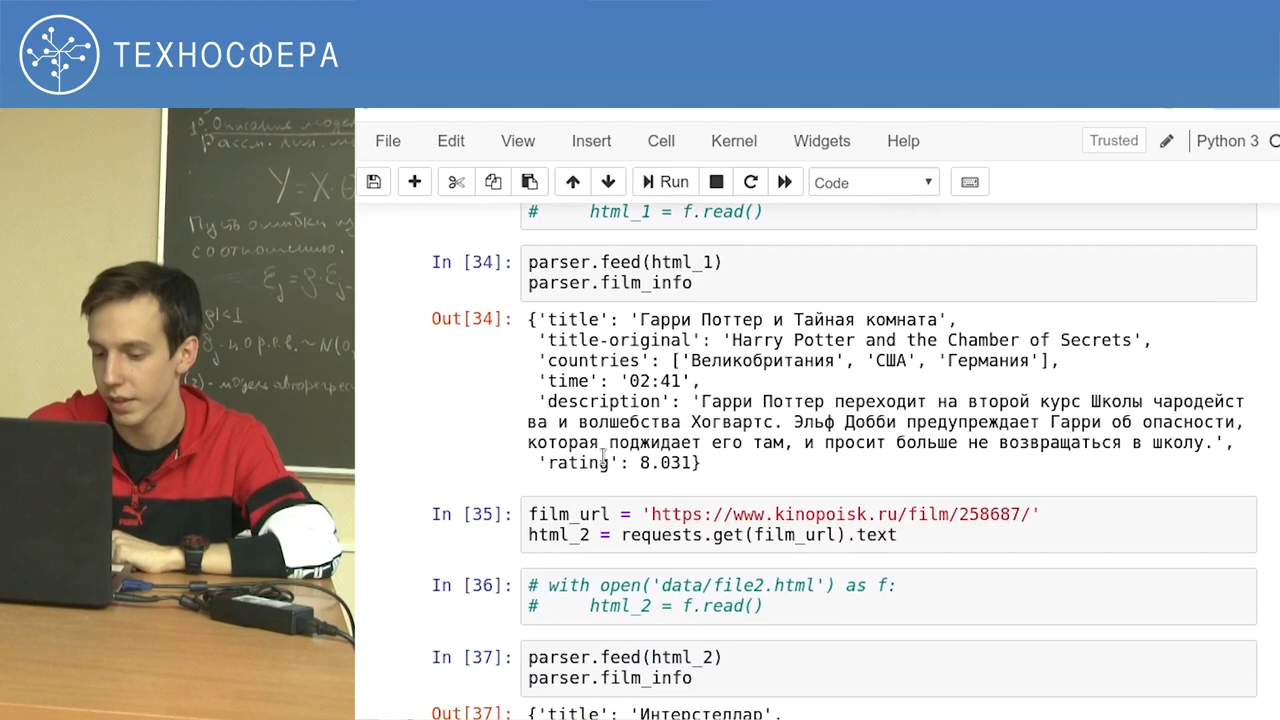 ТЕХНОСФЕРА
1° Описание
Y = X ·
Пусть ошибки
соотношению.
File Edit View Insert Cell Kernel Widgets Help Trusted Python 3
Run Code
# html_1 = f.read()
In [34]: parser.feed(html_1)
parser.film_info
Out[34]: {'title': 'Гарри Поттер и Тайная комната',
'title-original': 'Harry Potter and the Chamber of Secrets',
'countries': ['Великобритания', 'США', 'Германия'],
'time': '02:41',
'description': 'Гарри Поттер переходит на второй курс Школы чародейст
ва и волшебства Хогвартс. Эльф Добби предупреждает Гарри об опасности,
которая поджидает его там, и просит больше не возвращаться в школу.',
'rating': 8.031}
In [35]: film_url = 'https://www.kinopoisk.ru/film/258687/'
html_2 = requests.get(film_url).text
In [36]: # with open('data/file2.html') as f:
# html_2 = f.read()
In [37]: parser.feed(html_2)
parser.film_info
Out[37]: {'title': 'Интерстеллар',